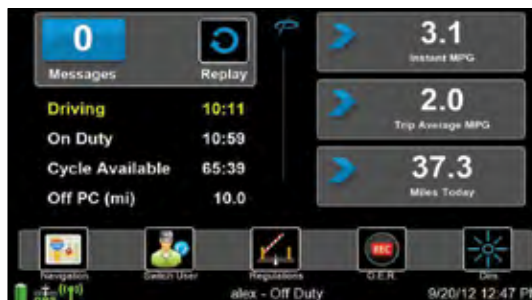 0
Messages
Replay
Driving 10:11
On Duty 10:59
Cycle Available 65:39
Off PC (mi) 10.0
3.1
Instant MPG
2.0
Trip Average MPG
37.3
Miles Today
Navigation
Switch User
Regulations
REC
O.E.R.
Dim
alex - Off Duty
9/20/12 12:47 P